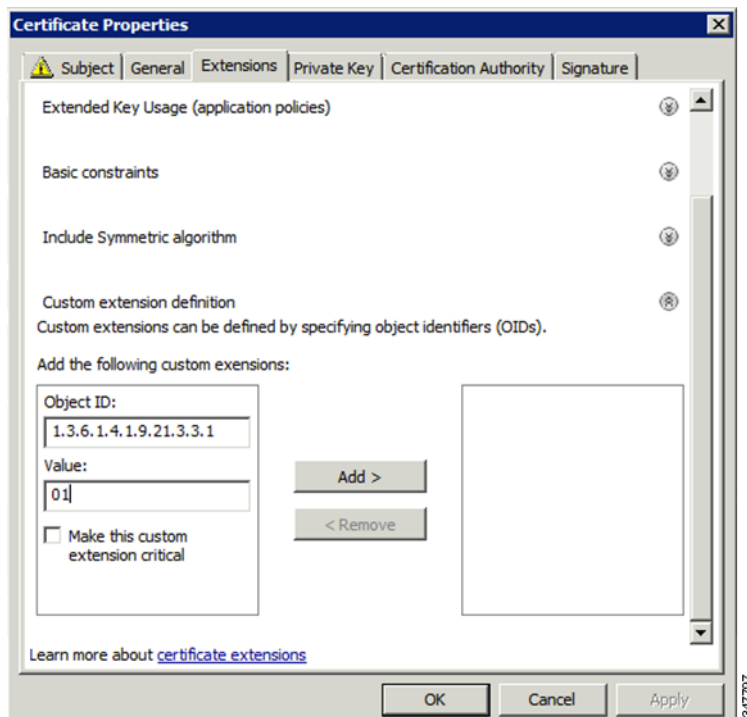 Certificate Properties
Subject General Extensions Private Key Certification Authority Signature
Extended Key Usage (application policies)
Basic constraints
Include Symmetric algorithm
Custom extension definition
Custom extensions can be defined by specifying object identifiers (OIDs).
Add the following custom exensions:
Object ID:
1.3.6.1.4.1.9.21.3.3.1
Value:
01
Make this custom
extension critical
Add >
< Remove
Learn more about certificate extensions
OK Cancel Apply
347797